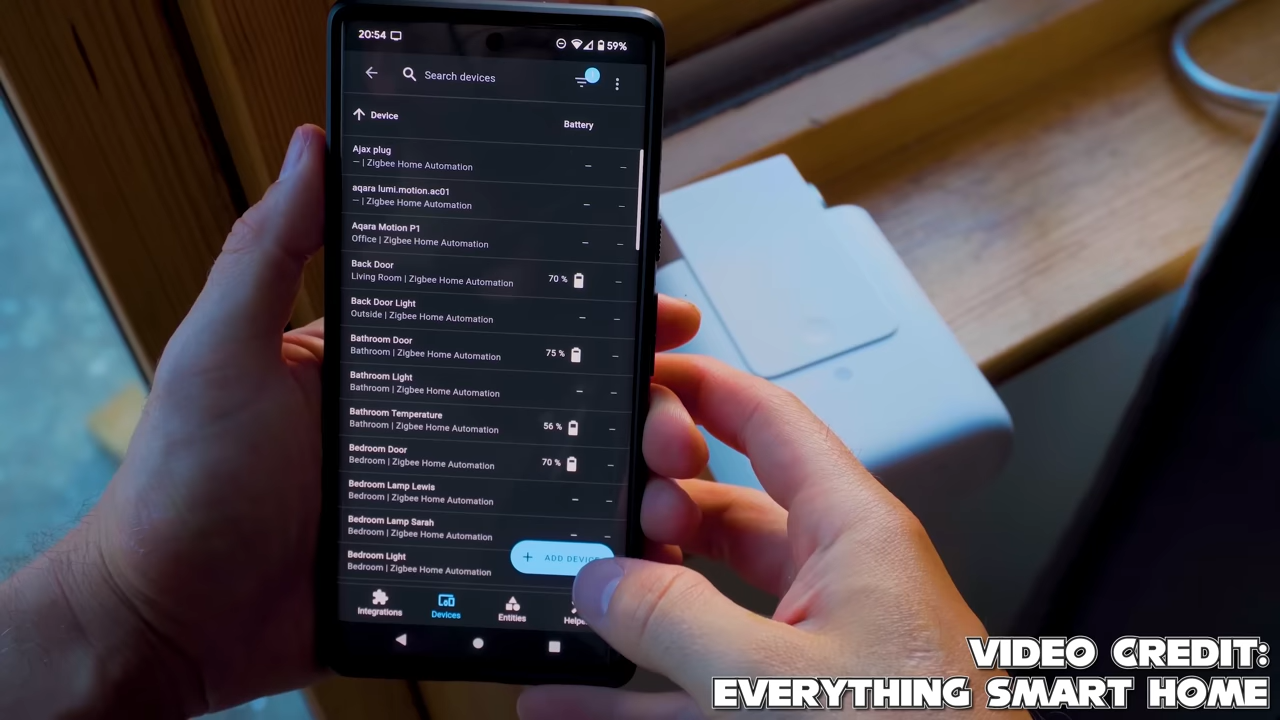 20:54 59%
Search devices
Device Battery
Ajax plug
– | Zigbee Home Automation – –
aqara lumi.motion.ac01
– | Zigbee Home Automation – –
Aqara Motion P1
Office | Zigbee Home Automation – –
Back Door
Living Room | Zigbee Home Automation 70 % –
Back Door Light
Outside | Zigbee Home Automation – –
Bathroom Door
Bathroom | Zigbee Home Automation 75 % –
Bathroom Light
Bathroom | Zigbee Home Automation – –
Bathroom Temperature
Bathroom | Zigbee Home Automation 56 % –
Bedroom Door
Bedroom | Zigbee Home Automation 70 % –
Bedroom Lamp Lewis
Bedroom | Zigbee Home Automation – –
Bedroom Lamp Sarah
Bedroom | Zigbee Home Automation – –
Bedroom Light
Bedroom | Zigbee Home Automation
+ ADD
Integrations Devices Entities
VIDEO CREDIT:
EVERYTHING SMART HOME